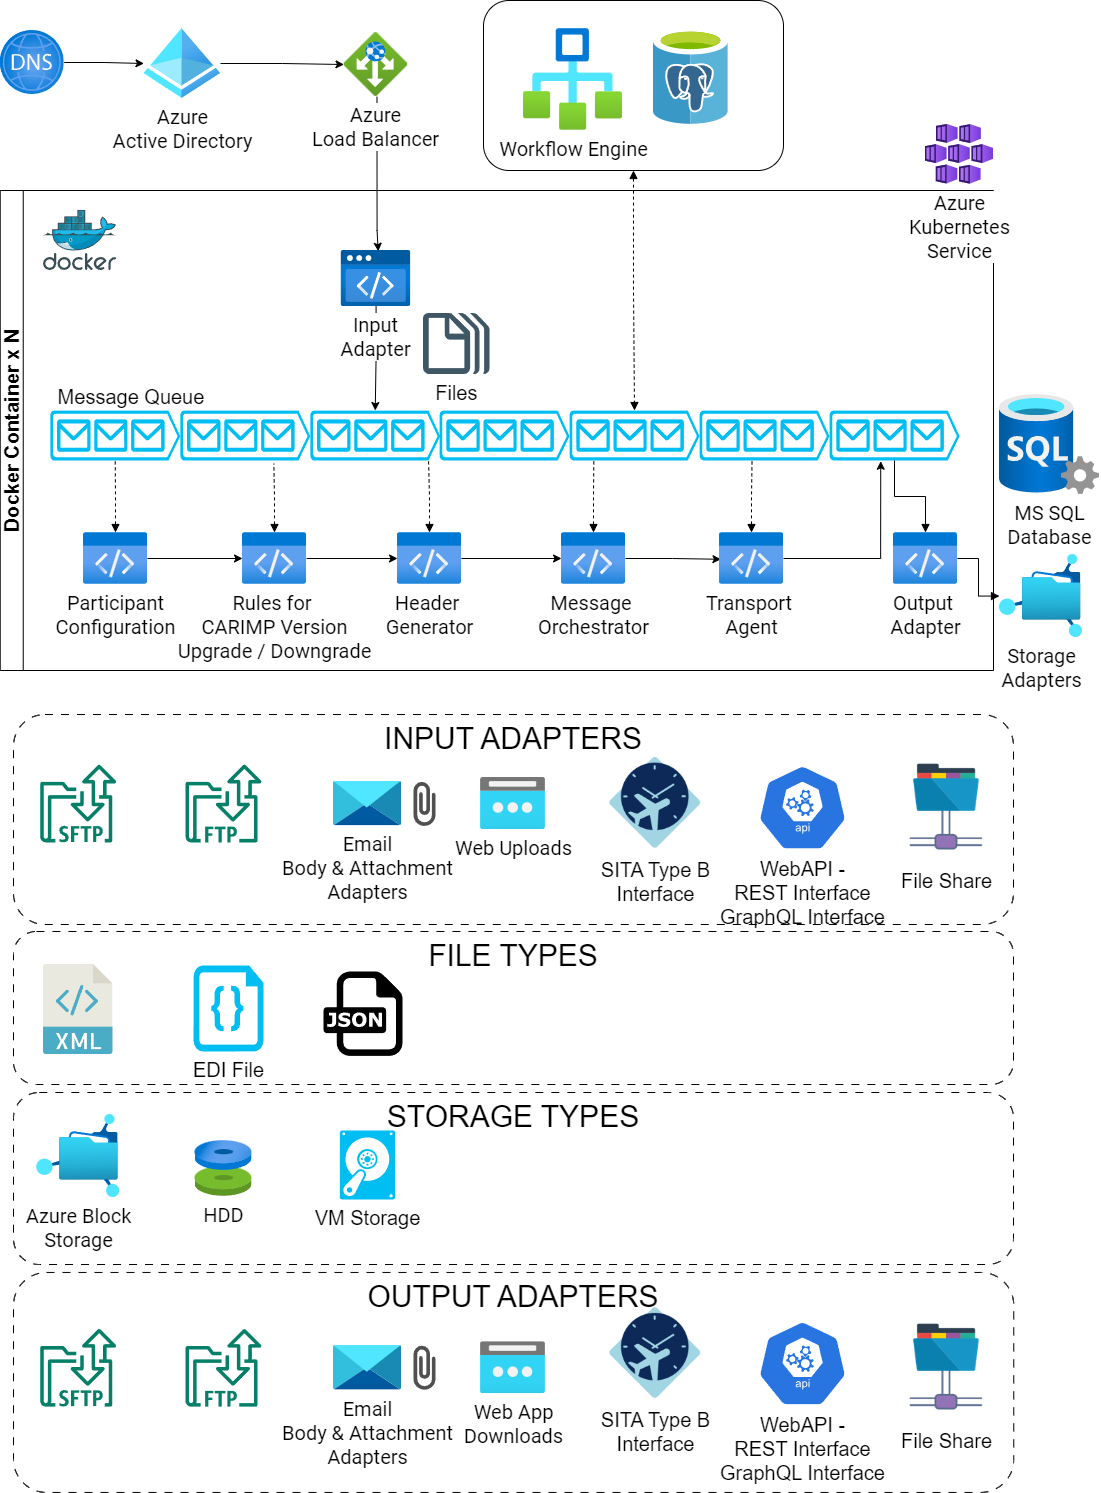 DNS
Azure
Active Directory
Azure
Load Balancer
Workflow Engine
Azure
Kubernetes
Service
docker
Docker Container x N
Input
Adapter
Files
Message Queue
SQL
MS SQL
Database
Participant
Configuration
Rules for
CARIMP Version
Upgrade / Downgrade
Header
Generator
Message
Orchestrator
Transport
Agent
Output
Adapter
Storage
Adapters
INPUT ADAPTERS
SFTP
FTP
Email
Body & Attachment
Adapters
Web Uploads
SITA Type B
Interface
api
WebAPI -
REST Interface
GraphQL Interface
File Share
FILE TYPES
XML
EDI File
JSON
STORAGE TYPES
Azure Block
Storage
HDD
VM Storage
OUTPUT ADAPTERS
SFTP
FTP
Email
Body & Attachment
Adapters
Web App
Downloads
SITA Type B
Interface
api
WebAPI -
REST Interface
GraphQL Interface
File Share